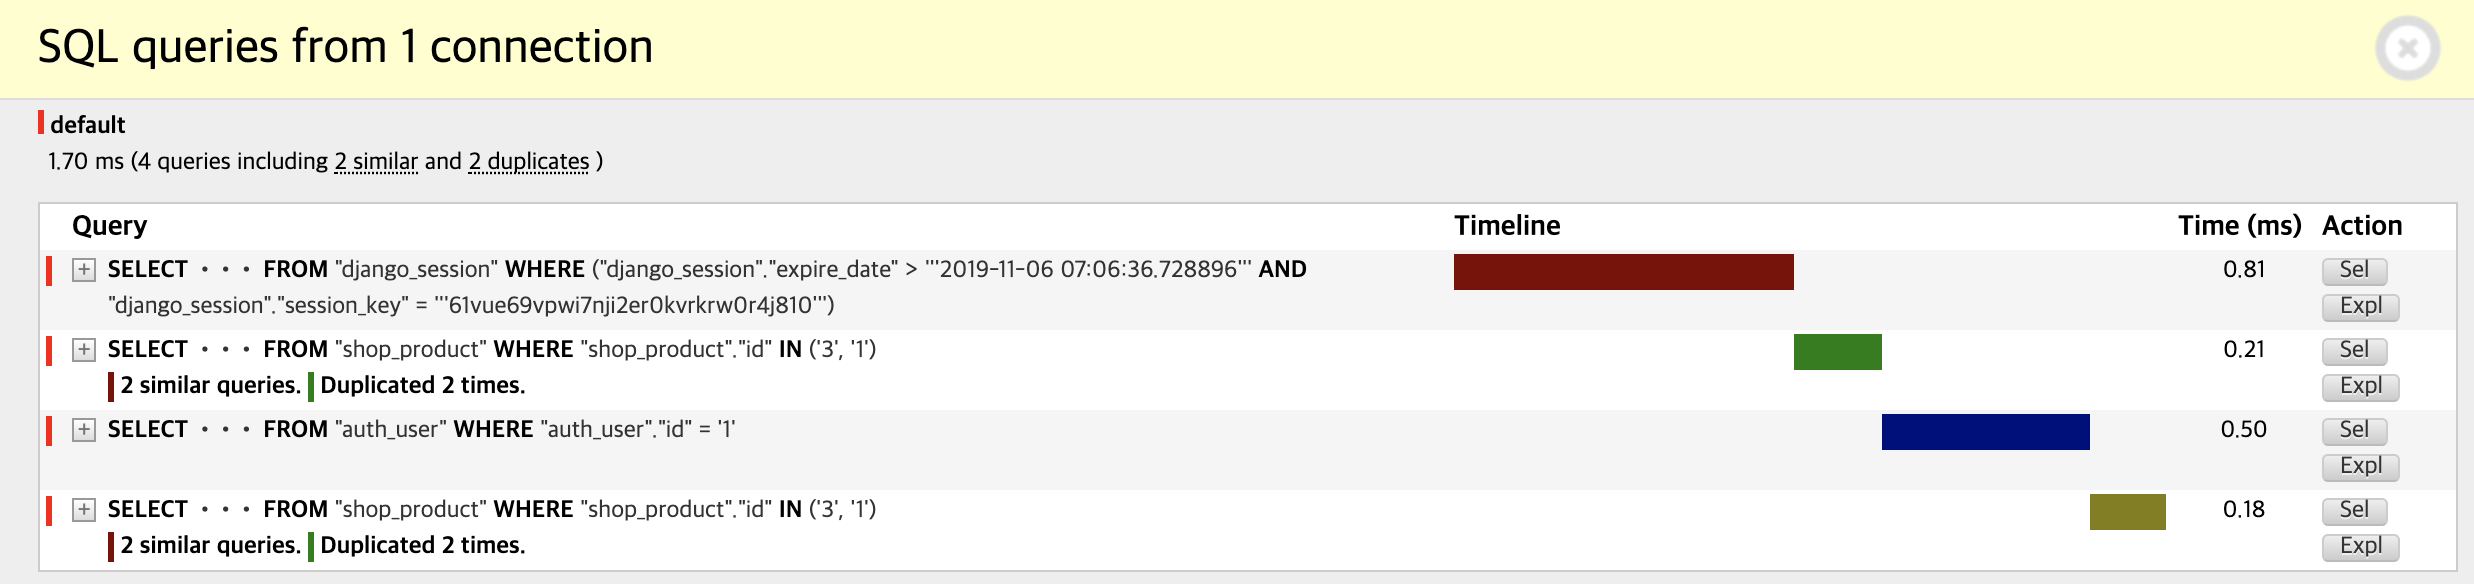 SQL queries from 1 connection
default
1.70 ms (4 queries including 2 similar and 2 duplicates )
Query Timeline Time (ms) Action
+ SELECT ··· FROM "django_session" WHERE ("django_session"."expire_date" > '''2019-11-06 07:06:36.728896''' AND 0.81 Sel
"django_session"."session_key" = '''61vue69vpwi7nji2er0kvrkrw0r4j810''') Expl
+ SELECT ··· FROM "shop_product" WHERE "shop_product"."id" IN ('3', '1') 0.21 Sel
2 similar queries. Duplicated 2 times. Expl
+ SELECT ··· FROM "auth_user" WHERE "auth_user"."id" = '1' 0.50 Sel
Expl
+ SELECT ··· FROM "shop_product" WHERE "shop_product"."id" IN ('3', '1') 0.18 Sel
2 similar queries. Duplicated 2 times. Expl